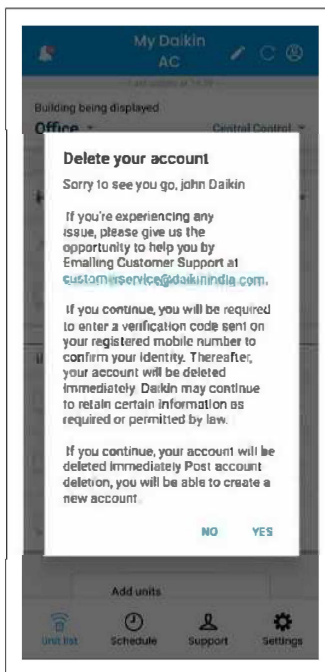 My Daikin
AC
Building being displayed
Office
Central Control
Delete your account
Sorry to see you go, john Daikin
If you're experiencing any
issue, please give us the
opportunity to help you by
Emailing Customer Support at
customerservice@daikinindia.com.
If you continue, you will be required
to enter a verification code sent on
your registered mobile number to
confirm your identity. Thereafter,
your account will be deleted
immediately. Daikin may continue
to retain certain information as
required or permitted by law.
If you continue, your account will be
deleted immediately Post account
deletion, you will be able to create a
new account
NO YES
Add units
Unit list Schedule Support Settings